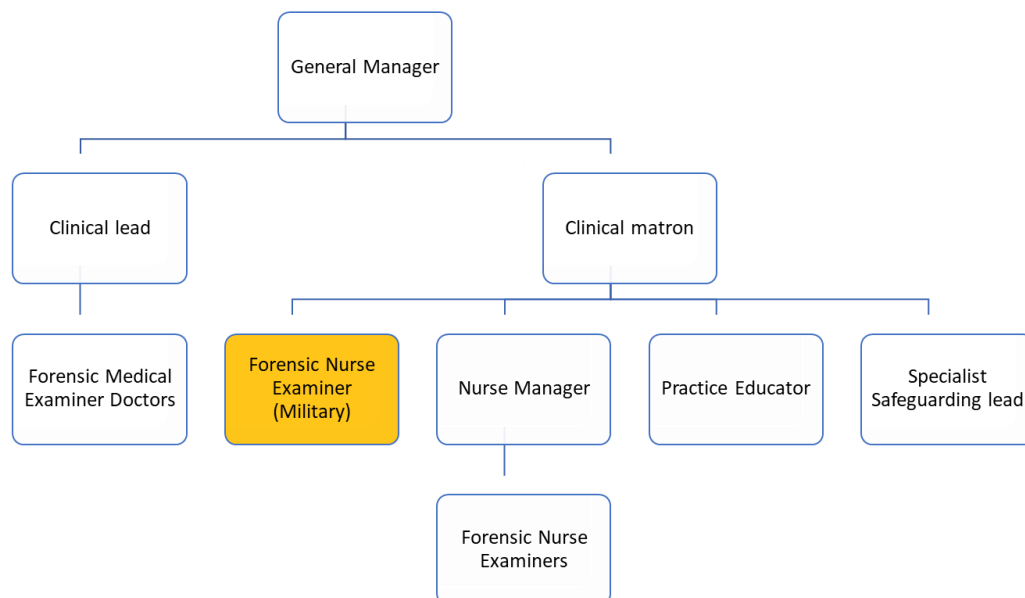 General Manager
Clinical lead
Clinical matron
Forensic Medical
Examiner Doctors
Forensic Nurse
Examiner
(Military)
Nurse Manager
Practice Educator
Specialist
Safeguarding lead
Forensic Nurse
Examiners